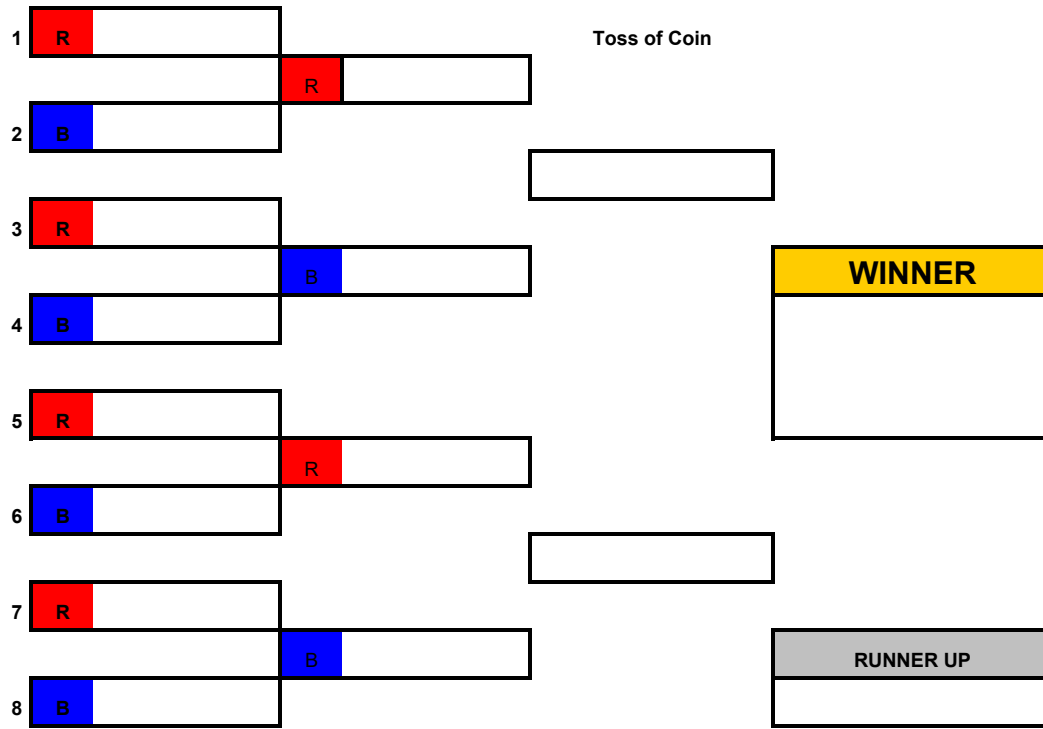 1 R Toss of Coin
R
2 B
3 R
B WINNER
4 B
5 R
R
6 B
7 R
B RUNNER UP
8 B